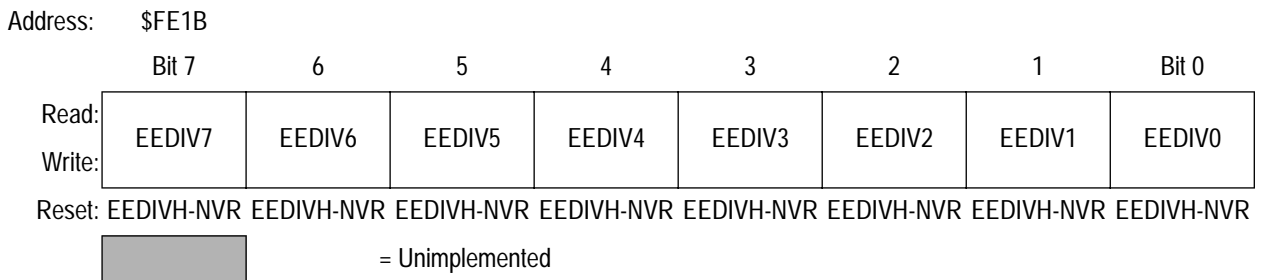 Address: $FE1B
Bit 7 6 5 4 3 2 1 Bit 0
Read:
EEDIV7 EEDIV6 EEDIV5 EEDIV4 EEDIV3 EEDIV2 EEDIV1 EEDIV0
Write:
Reset: EEDIVH-NVR EEDIVH-NVR EEDIVH-NVR EEDIVH-NVR EEDIVH-NVR EEDIVH-NVR EEDIVH-NVR EEDIVH-NVR
= Unimplemented